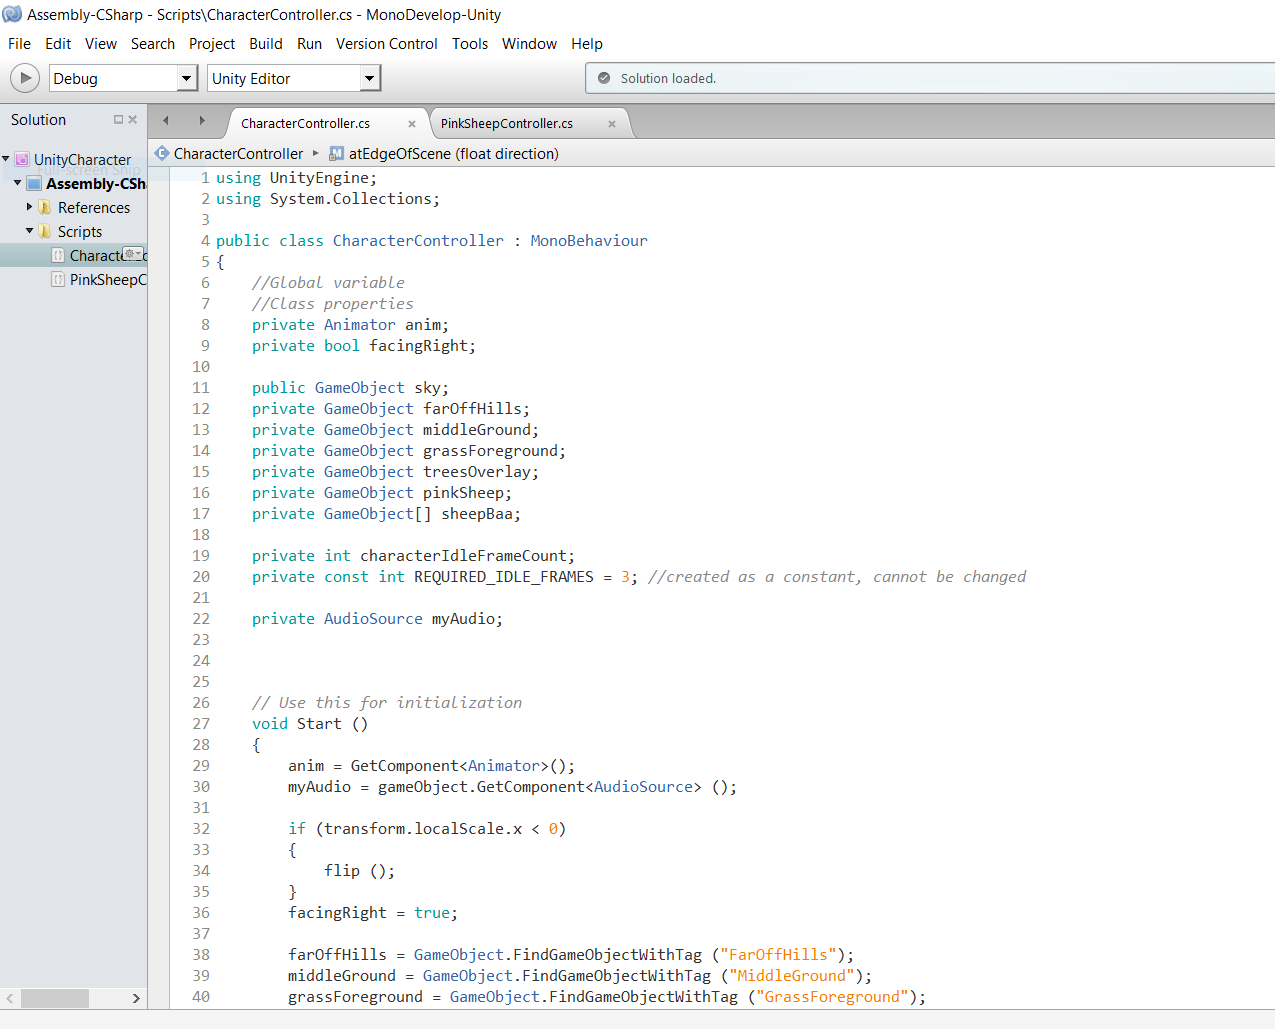 Assembly-CSharp - Scripts\CharacterController.cs - MonoDevelop-Unity
File Edit View Search Project Build Run Version Control Tools Window Help
Debug Unity Editor Solution loaded.
Solution
CharacterController.cs PinkSheepController.cs
CharacterController atEdgeOfScene (float direction)
UnityCharacter
Full-screen Snip
Assembly-CSh
References
Scripts
Characte
PinkSheepC
1 using UnityEngine;
2 using System.Collections;
3
4 public class CharacterController : MonoBehaviour
5 {
6 //Global variable
7 //Class properties
8 private Animator anim;
9 private bool facingRight;
10
11 public GameObject sky;
12 private GameObject farOffHills;
13 private GameObject middleGround;
14 private GameObject grassForeground;
15 private GameObject treesOverlay;
16 private GameObject pinkSheep;
17 private GameObject[] sheepBaa;
18
19 private int characterIdleFrameCount;
20 private const int REQUIRED_IDLE_FRAMES = 3; //created as a constant, cannot be changed
21
22 private AudioSource myAudio;
23
24
25
26 // Use this for initialization
27 void Start ()
28 {
29 anim = GetComponent<Animator>();
30 myAudio = gameObject.GetComponent<AudioSource> ();
31
32 if (transform.localScale.x < 0)
33 {
34 flip ();
35 }
36 facingRight = true;
37
38 farOffHills = GameObject.FindGameObjectWithTag ("FarOffHills");
39 middleGround = GameObject.FindGameObjectWithTag ("MiddleGround");
40 grassForeground = GameObject.FindGameObjectWithTag ("GrassForeground");